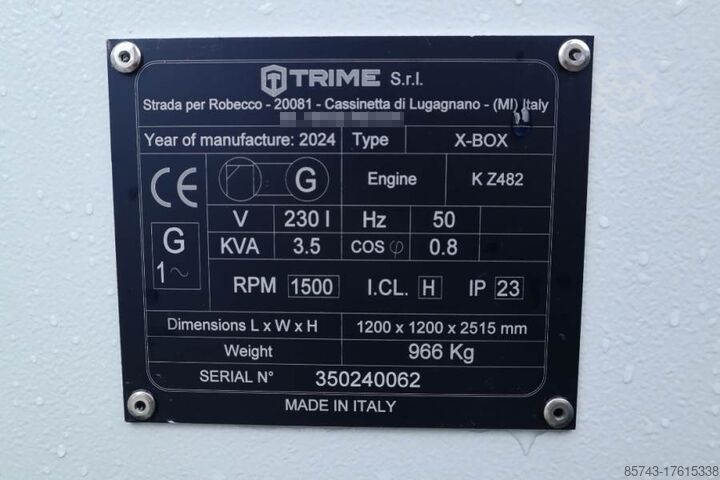 TRIME S.r.l.
Strada per Robecco - 20081 - Cassinetta di Lugagnano - (MI) Italy
Year of manufacture: 2024 Type X-BOX
CE G Engine K Z482
V 230 I Hz 50
G 1~ KVA 3.5 COS φ 0.8
RPM 1500 I.CL. H IP 23
Dimensions L x W x H 1200 x 1200 x 2515 mm
Weight 966 Kg
SERIAL N° 350240062
MADE IN ITALY
85743-17615338